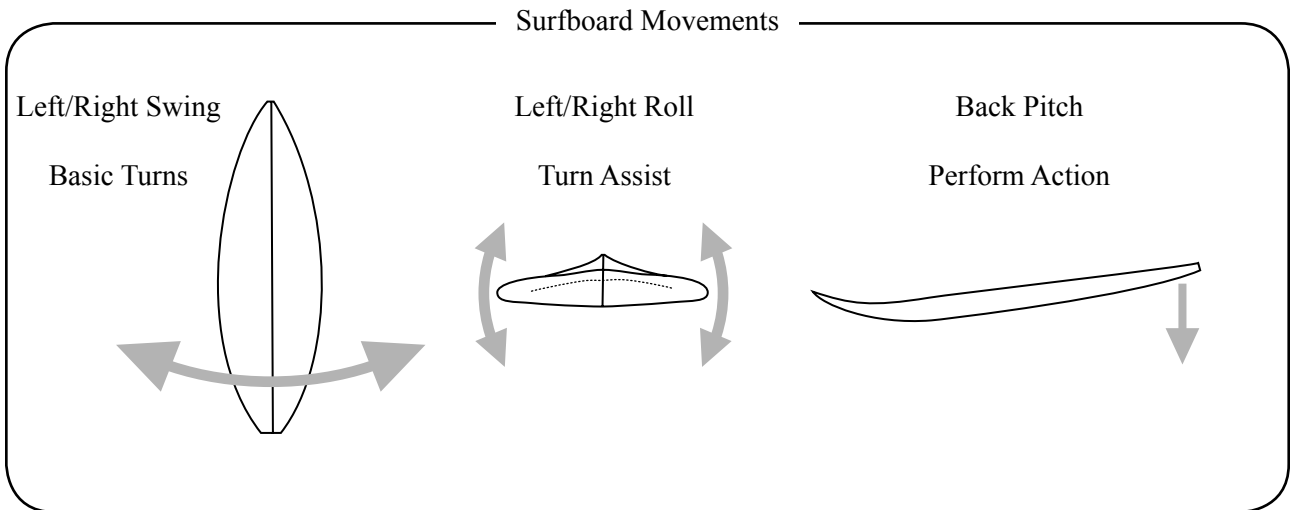 Surfboard Movements
Left/Right Swing
Basic Turns
Left/Right Roll
Turn Assist
Back Pitch
Perform Action